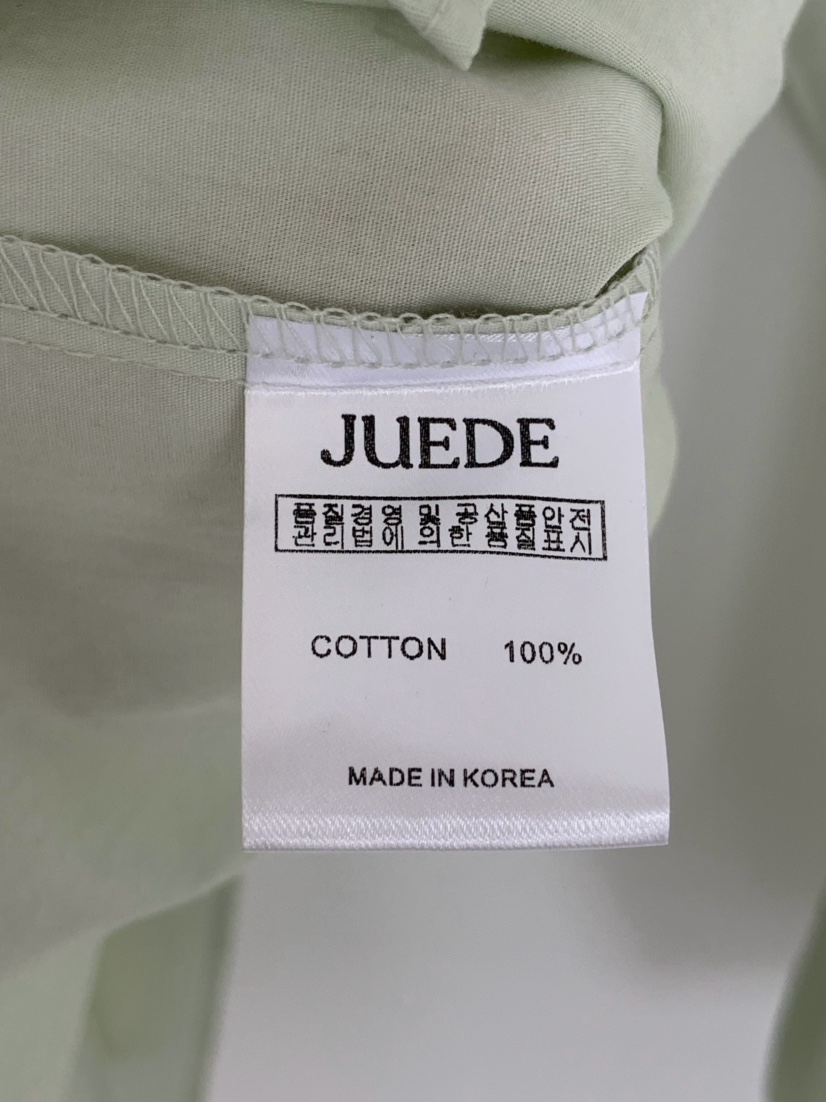 JUEDE
품질경영 및 공산품안전
관리법에 의한 품질표시
COTTON 100%
MADE IN KOREA